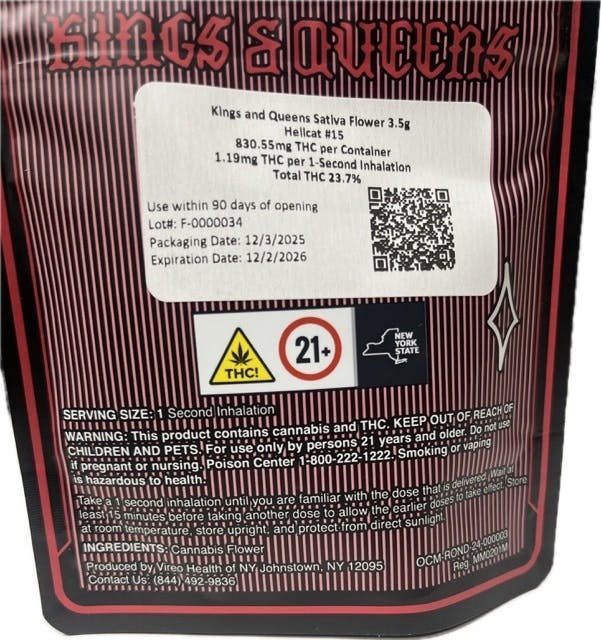 KINGS & QUEENS
Kings and Queens Sativa Flower 3.5g
Hellcat #15
830.55mg THC per Container
1.19mg THC per 1-Second Inhalation
Total THC 23.7%
Use within 90 days of opening
Lot#: F-0000034
Packaging Date: 12/3/2025
Expiration Date: 12/2/2026
THC!
21+
NEW
YORK
STATE
SERVING SIZE: 1 Second Inhalation
WARNING: This product contains cannabis and THC. KEEP OUT OF REACH OF
CHILDREN AND PETS. For use only by persons 21 years and older. Do not use
if pregnant or nursing. Poison Center 1-800-222-1222. Smoking or vaping
is hazardous to health.
Take a 1 second inhalation until you are familiar with the dose that is delivered. Wait at
least 15 minutes before taking another dose to allow the earlier doses to take effect. Store
at room temperature, store upright, and protect from direct sunlight.
INGREDIENTS: Cannabis Flower
Produced by Vireo Health of NY Johnstown, NY 12095
Contact Us: (844) 492-9836
OCM-ROND-24-000003
Reg. MM0201M